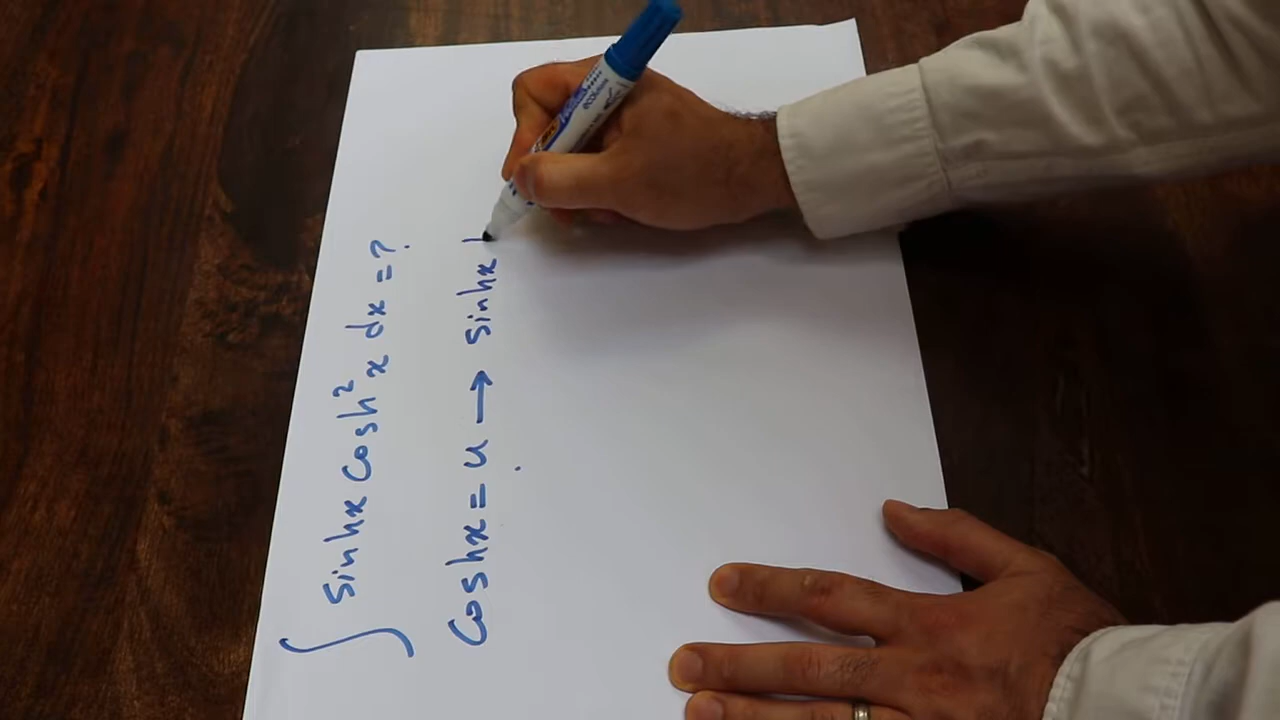 ∫ sinhx cosh²x dx = ?
coshx = u → sinhx